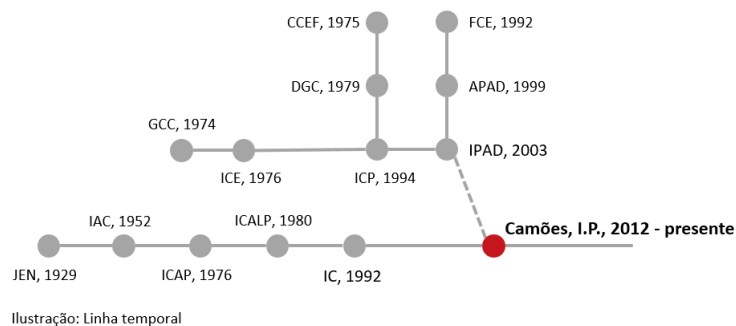 CCEF, 1975
FCE, 1992
DGC, 1979
APAD, 1999
GCC, 1974
IPAD, 2003
ICE, 1976
ICP, 1994
IAC, 1952
ICALP, 1980
Camões, I.P., 2012 - presente
JEN, 1929
ICAP, 1976
IC, 1992
Ilustração: Linha temporal